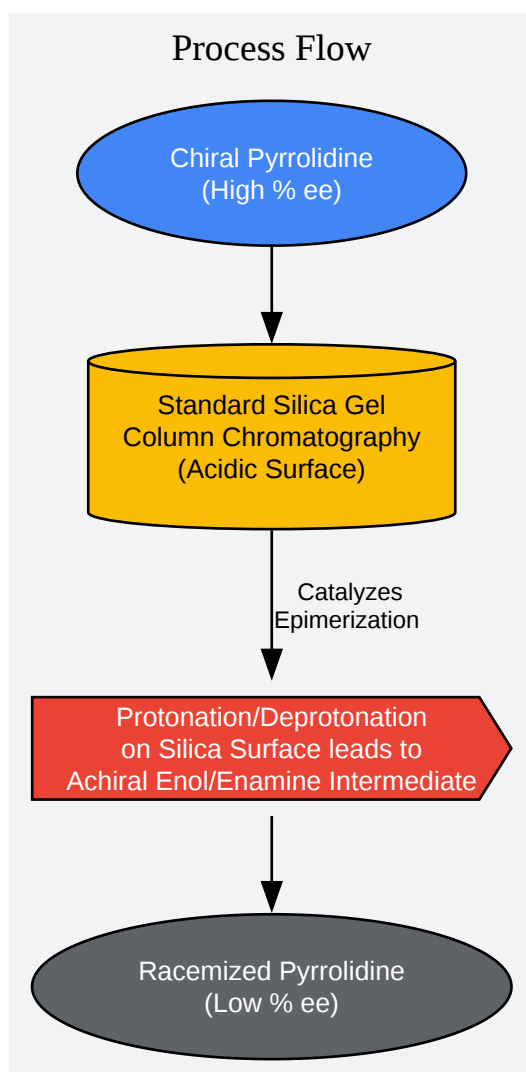 Process Flow
Chiral Pyrrolidine
(High % ee)
Standard Silica Gel
Column Chromatography
(Acidic Surface)
Catalyzes
Epimerization
Protonation/Deprotonation
on Silica Surface leads to
Achiral Enol/Enamine Intermediate
Racemized Pyrrolidine
(Low % ee)